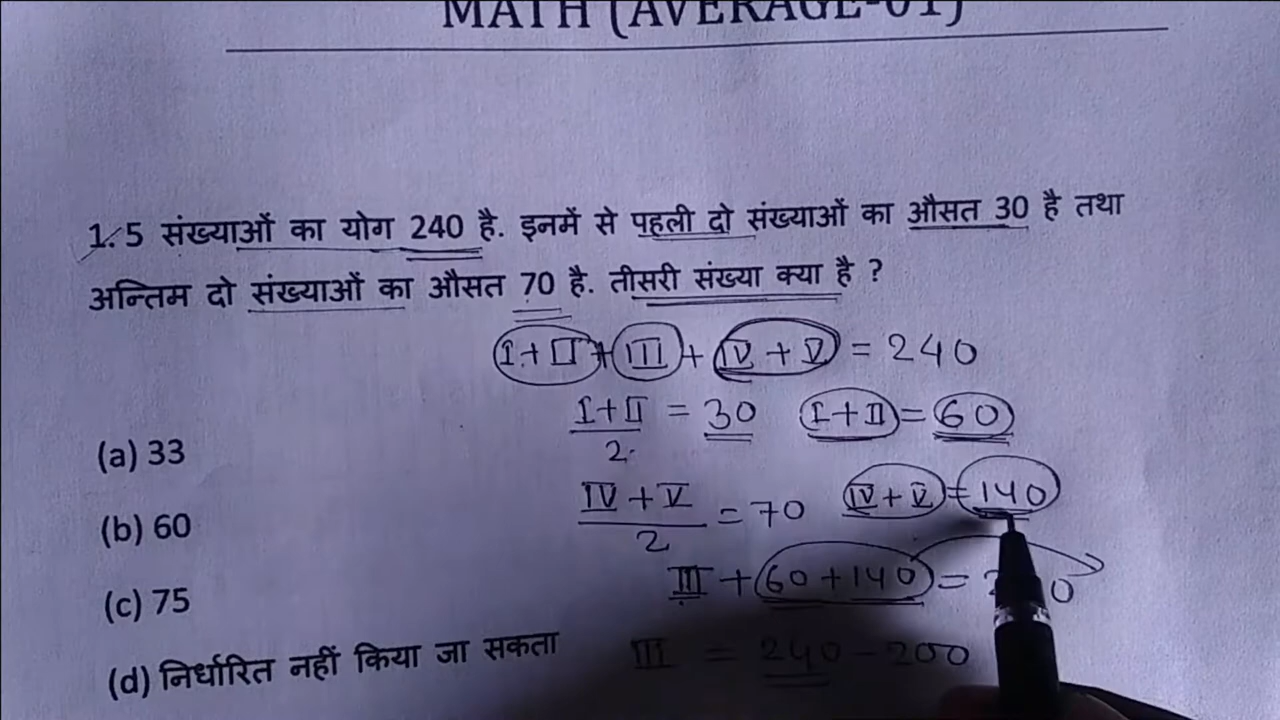 MATH (AVERAGE-01)
1. 5 संख्याओं का योग 240 है. इनमें से पहली दो संख्याओं का औसत 30 है तथा
अन्तिम दो संख्याओं का औसत 70 है. तीसरी संख्या क्या है ?
I + II + III + IV + V = 240
I + II / 2 = 30 I + II = 60
(a) 33
IV + V / 2 = 70 IV + V = 140
(b) 60
III + 60 + 140 =
(c) 75
(d) निर्धारित नहीं किया जा सकता
III = 240 - 200